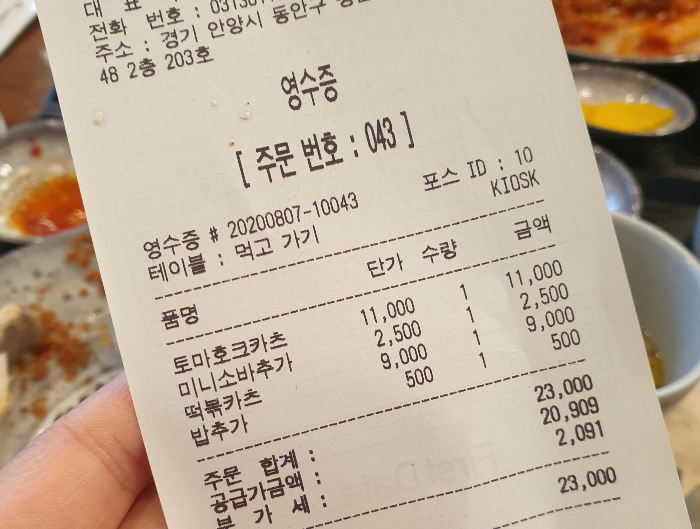 대 표
전화 번호 :
주소 : 경기 안양시 동안구
48 2층 203호
영수증
[ 주문 번호 : 043 ]
포스 ID : 10
영수증 # 20200807-10043 KIOSK
테이블 : 먹고 가기
품명 단가 수량 금액
토마호크카츠 11,000 1 11,000
미니소바추가 2,500 1 2,500
떡볶카츠 9,000 1 9,000
밥추가 500 1 500
주문 합계 : 23,000
공급가금액 : 20,909
부 가 세 : 2,091
23,000